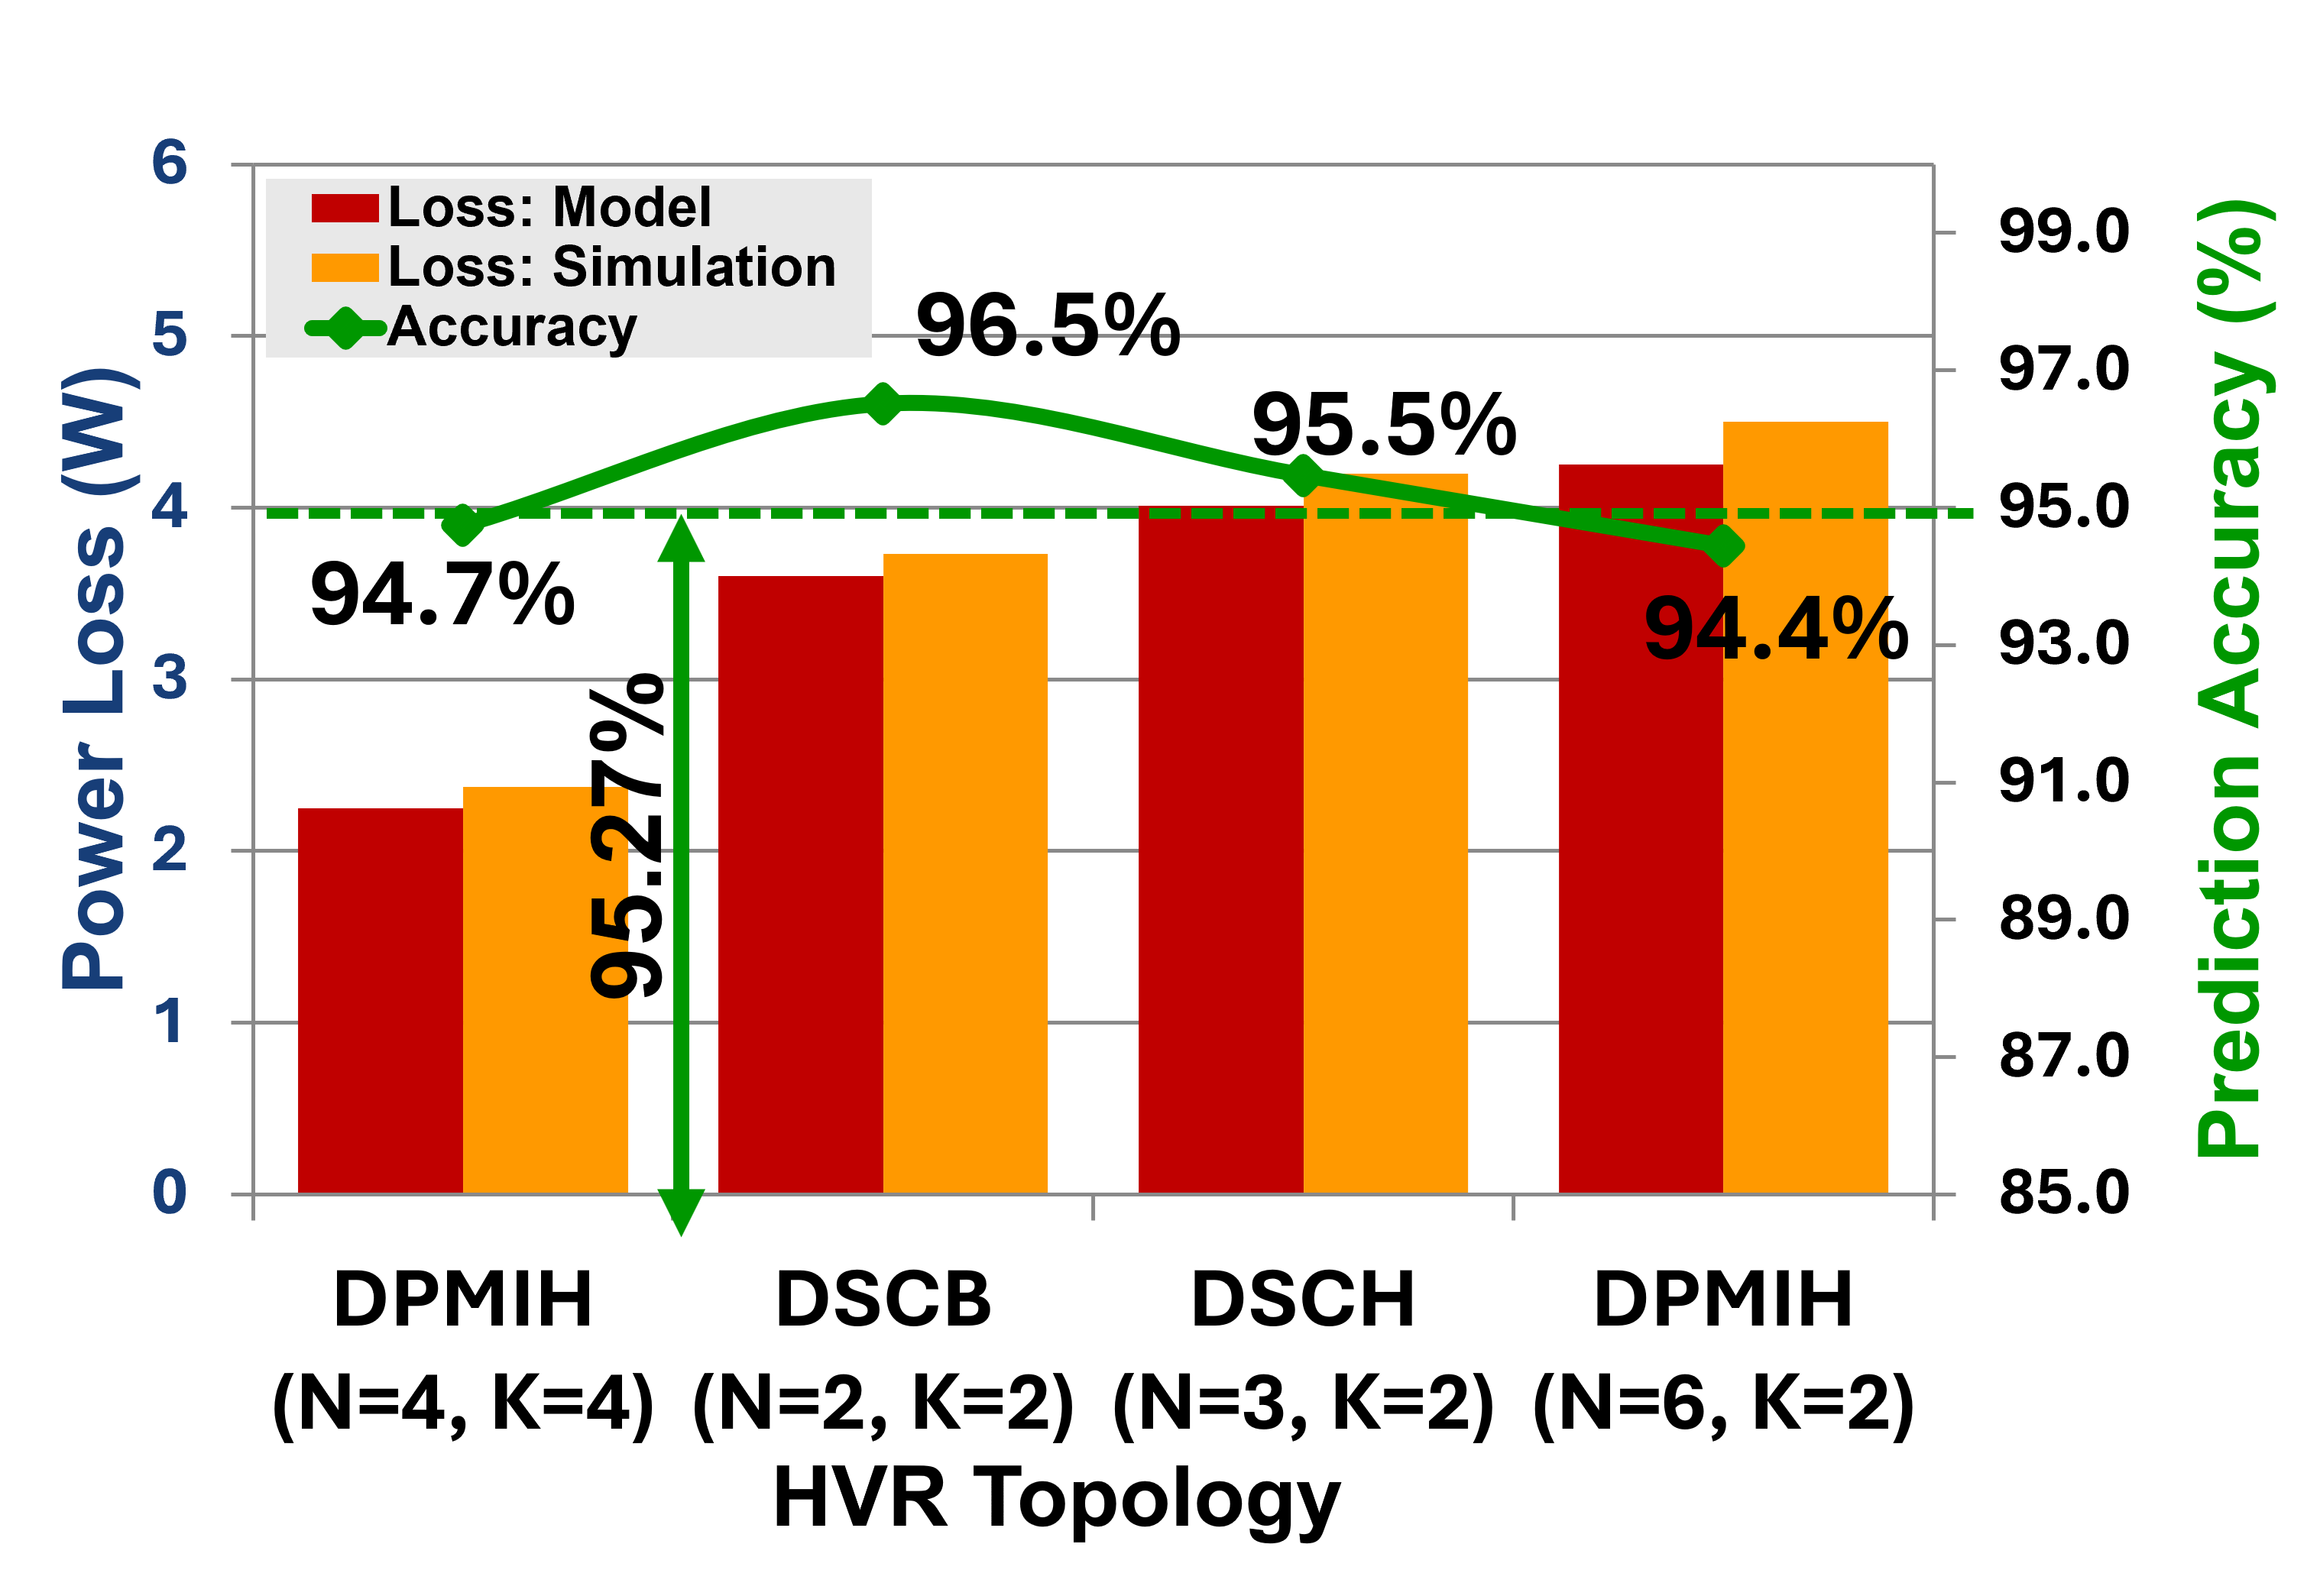 Loss: Model
Loss: Simulation
Accuracy
Power Loss (W)
6
5
4
3
2
1
0
Prediction Accuracy (%)
99.0
97.0
95.0
93.0
91.0
89.0
87.0
85.0
94.7%
96.5%
95.5%
94.4%
95.27%
DPMIH DSCB DSCH DPMIH
(N=4, K=4) (N=2, K=2) (N=3, K=2) (N=6, K=2)
HVR Topology